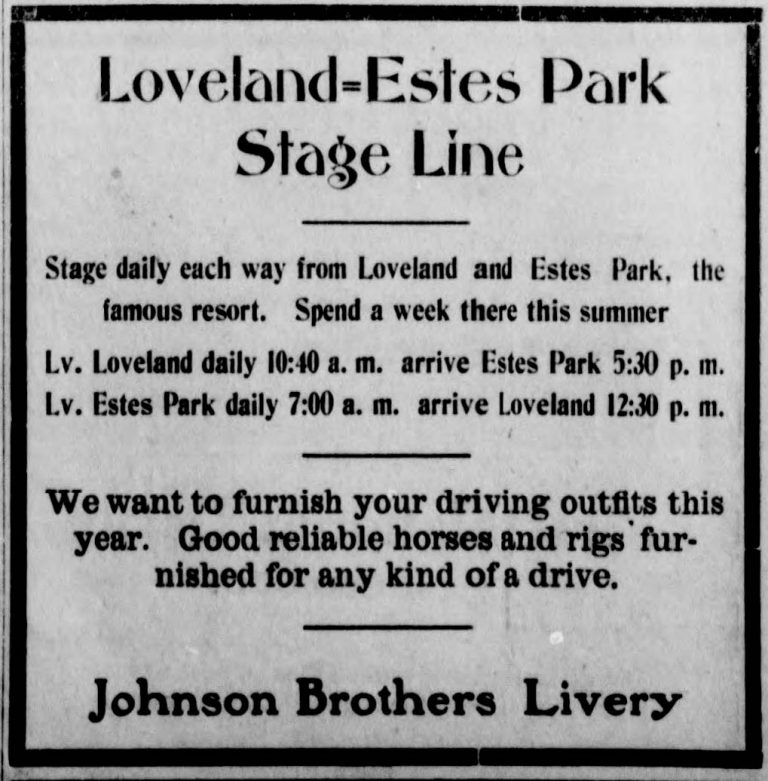 Loveland=Estes Park
Stage Line
Stage daily each way from Loveland and Estes Park, the
famous resort. Spend a week there this summer
Lv. Loveland daily 10:40 a. m. arrive Estes Park 5:30 p. m.
Lv. Estes Park daily 7:00 a. m. arrive Loveland 12:30 p. m.
We want to furnish your driving outfits this
year. Good reliable horses and rigs fur-
nished for any kind of a drive.
Johnson Brothers Livery